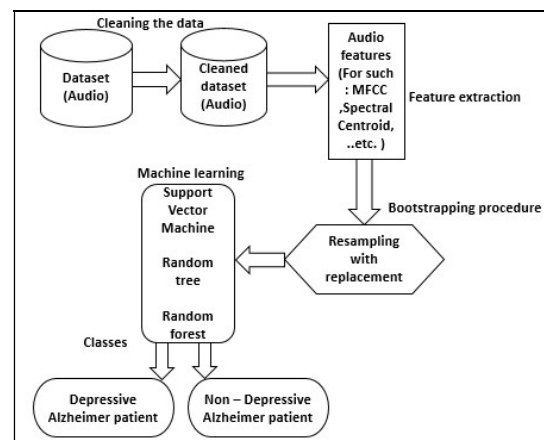 Cleaning the data
Dataset
(Audio)
Cleaned
dataset
(Audio)
Audio
features
(For such
: MFCC
,Spectral
Centroid,
..etc. )
Feature extraction
Bootstrapping procedure
Resampling
with
replacement
Machine learning
Support
Vector
Machine
Random
tree
Random
forest
Classes
Depressive
Alzheimer patient
Non – Depressive
Alzheimer patient